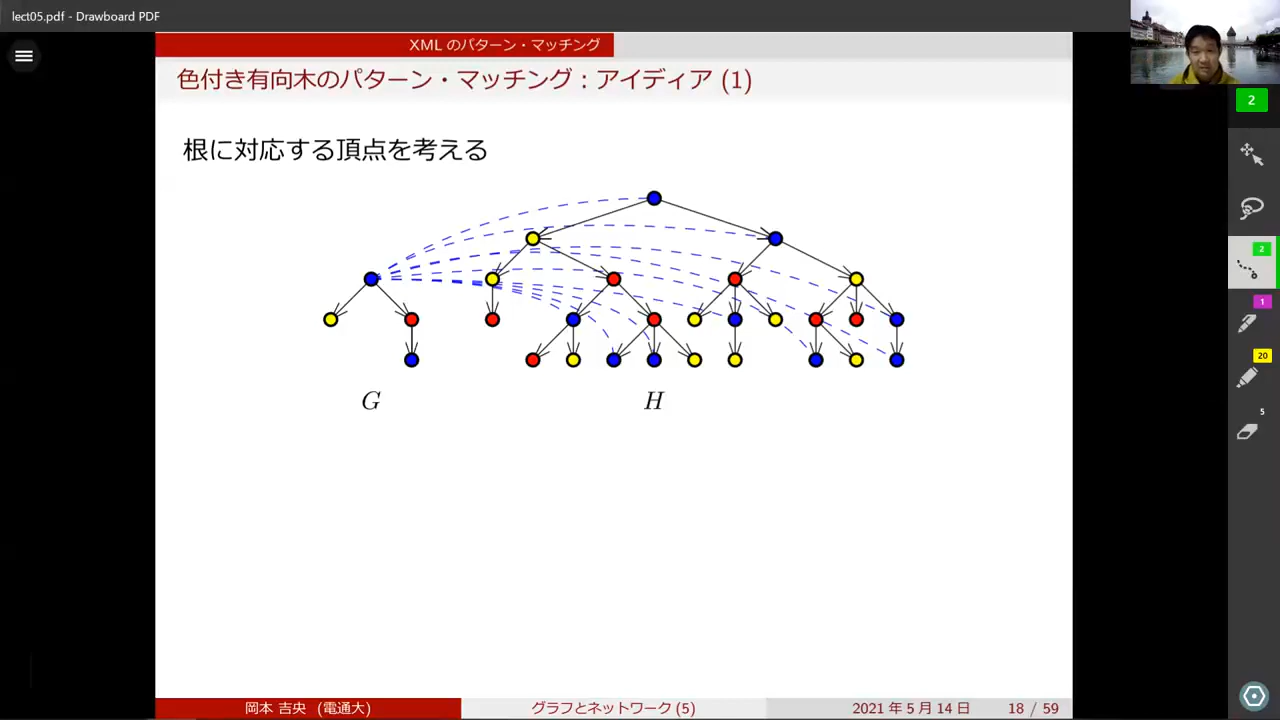 lect05.pdf - Drawboard PDF
XML のパターン・マッチング
色付き有向木のパターン・マッチング : アイディア (1)
根に対応する頂点を考える
G
H
2
2
1
20
5
岡本 吉央 (電通大)
グラフとネットワーク (5)
2021 年 5 月 14 日
18 / 59